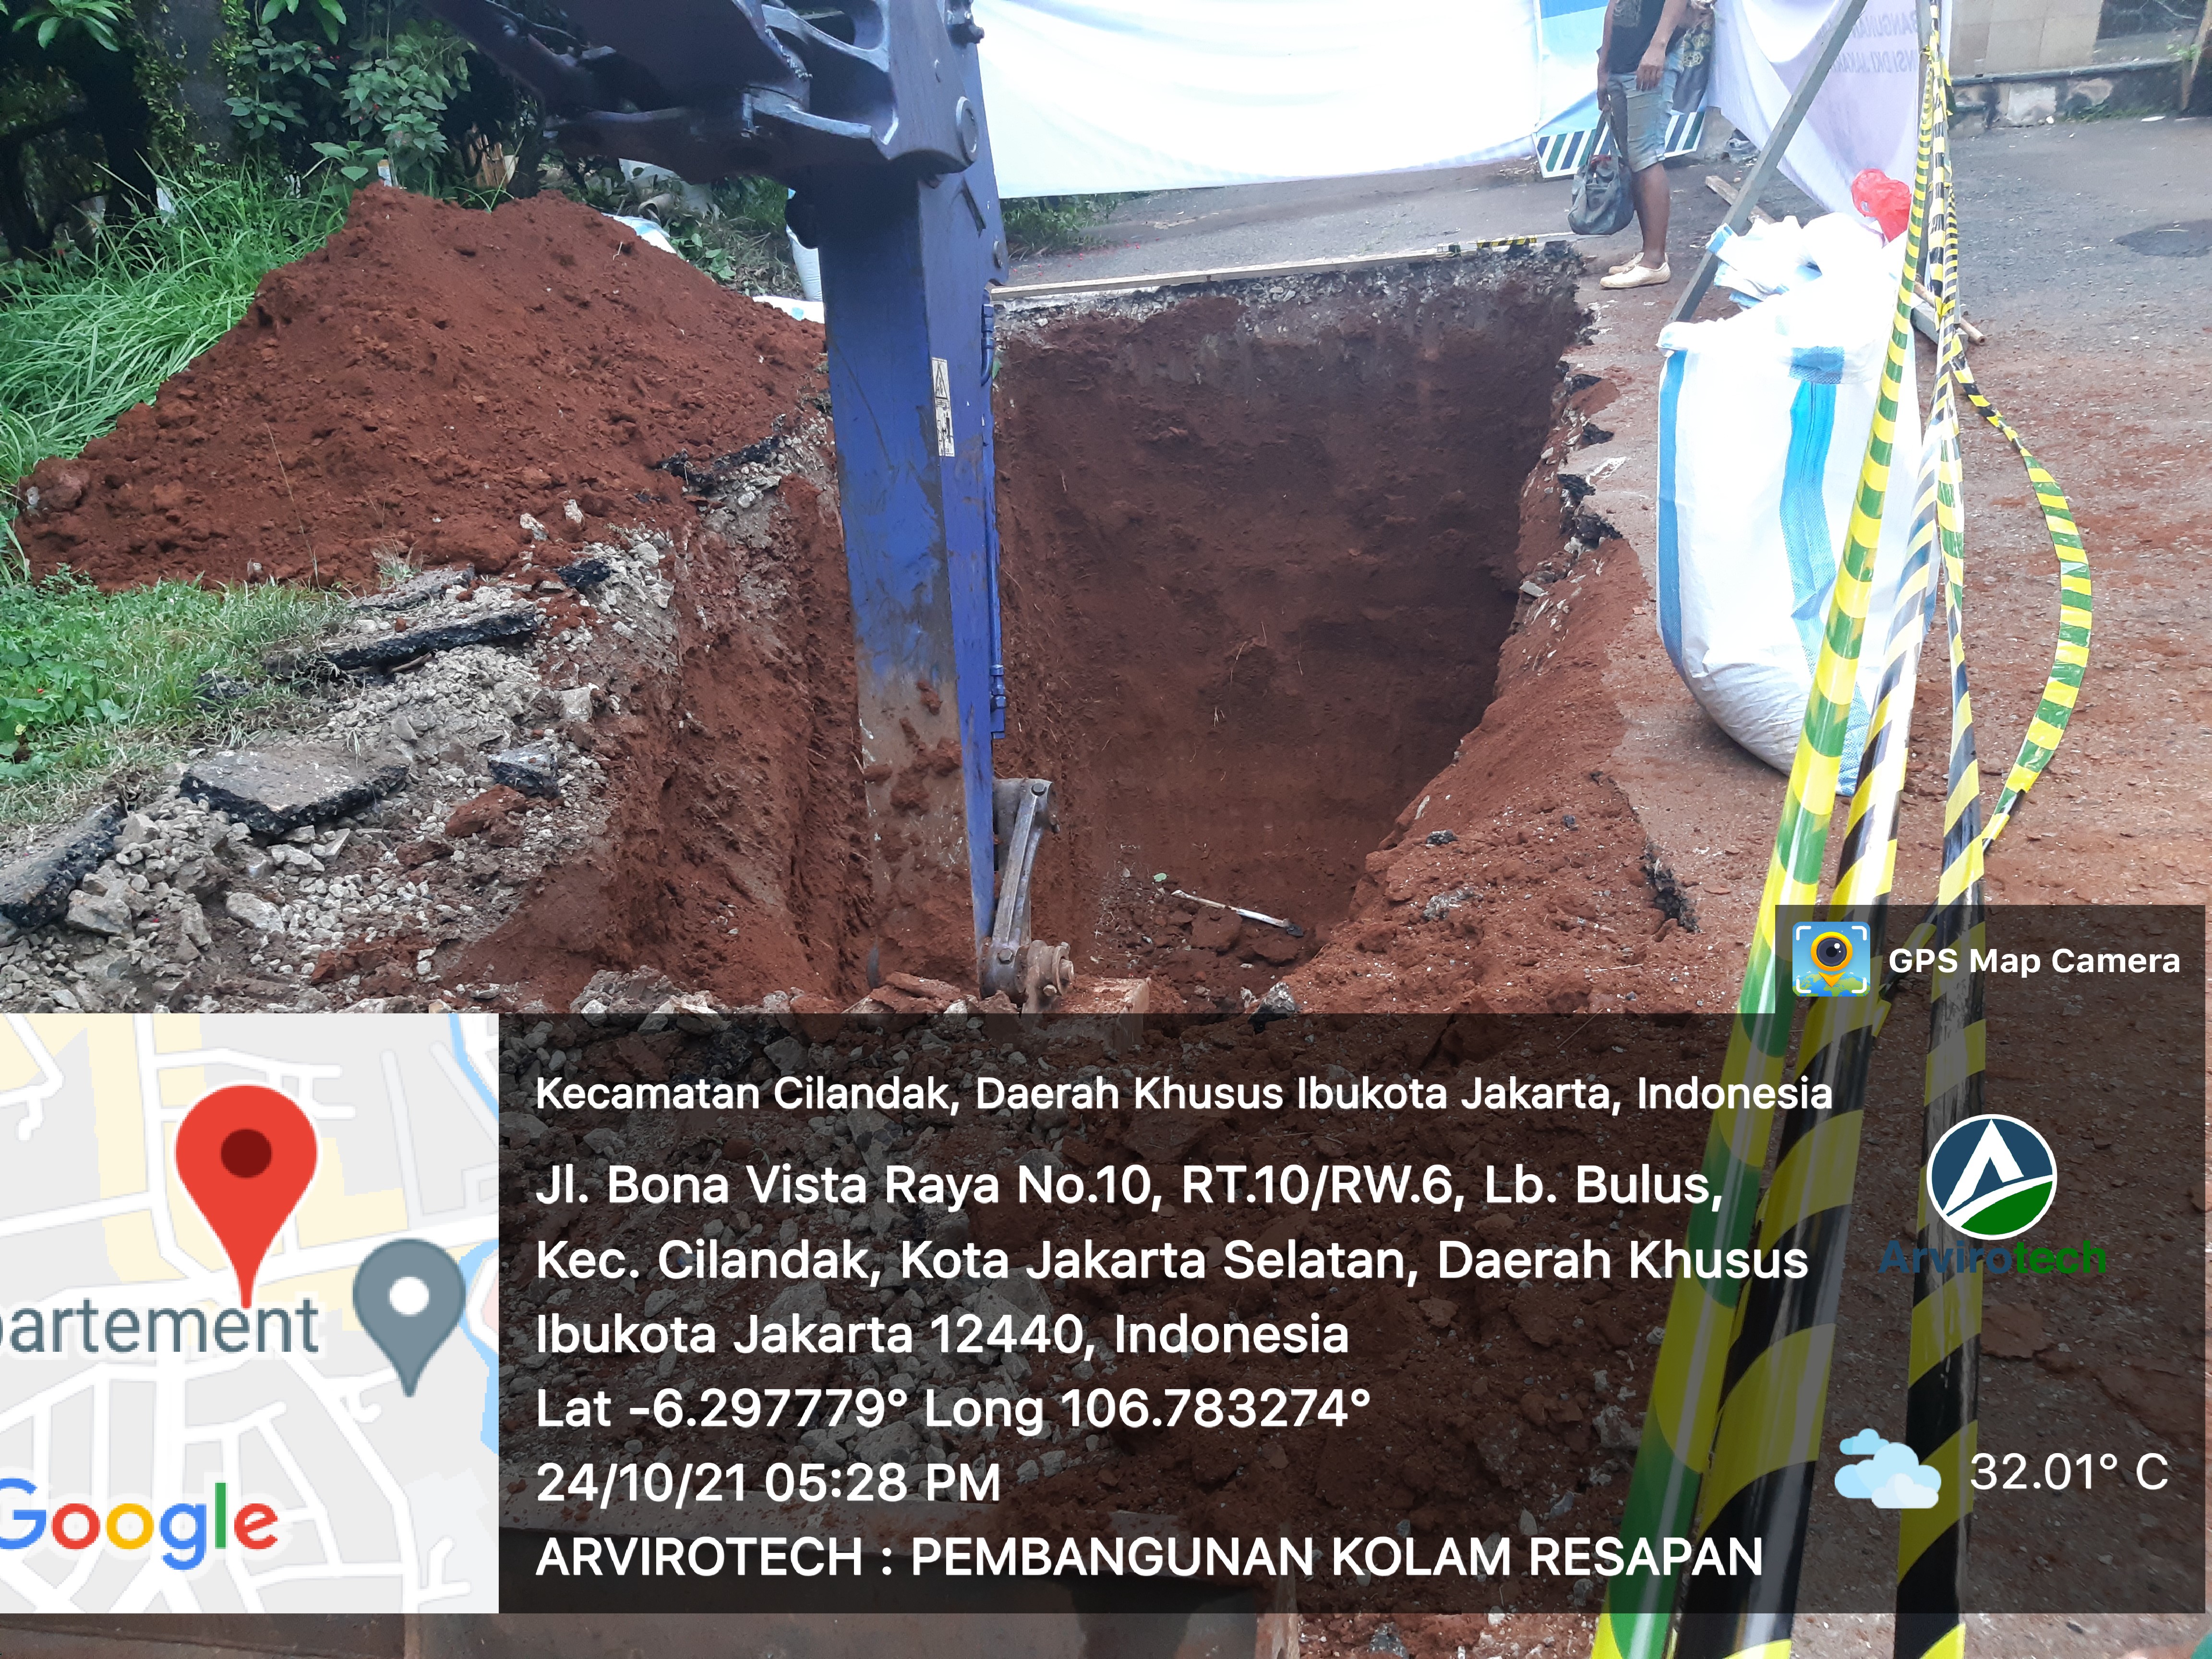 GPS Map Camera
Kecamatan Cilandak, Daerah Khusus Ibukota Jakarta, Indonesia
Jl. Bona Vista Raya No.10, RT.10/RW.6, Lb. Bulus,
Kec. Cilandak, Kota Jakarta Selatan, Daerah Khusus
Ibukota Jakarta 12440, Indonesia
Lat -6.297779° Long 106.783274°
24/10/21 05:28 PM
ARVIROTECH : PEMBANGUNAN KOLAM RESAPAN
Arvirotech
32.01° C
partement
Google